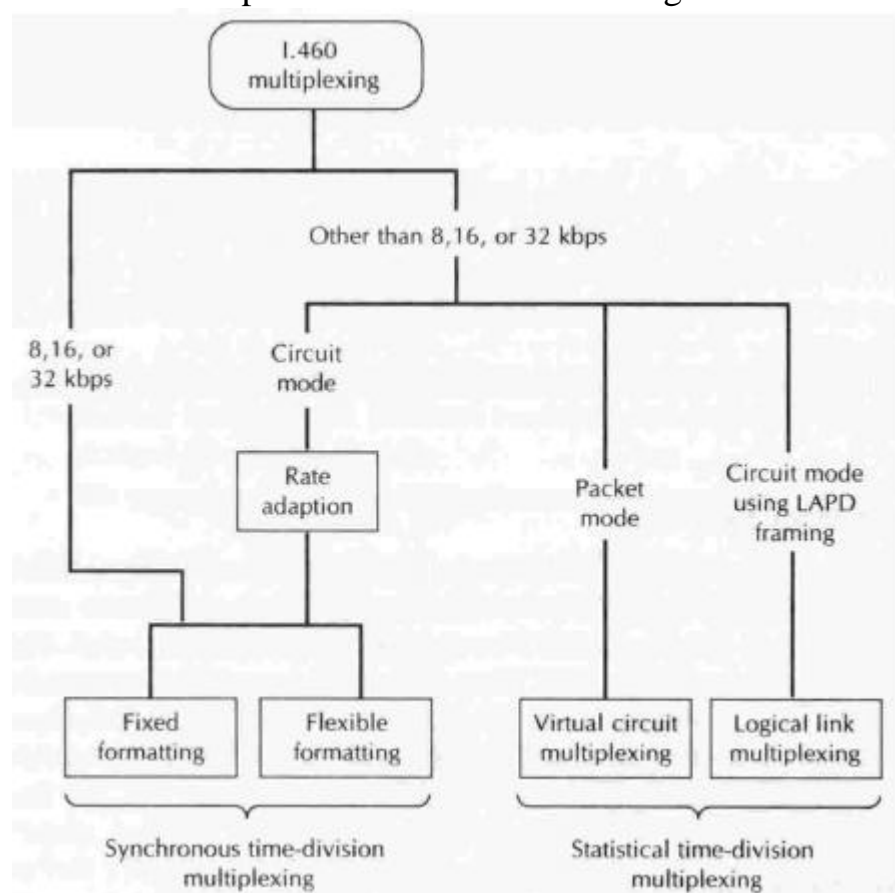 I.460
multiplexing
Other than 8,16, or 32 kbps
8,16, or
32 kbps
Circuit
mode
Rate
adaption
Packet
mode
Circuit mode
using LAPD
framing
Fixed
formatting
Flexible
formatting
Virtual circuit
multiplexing
Logical link
multiplexing
Synchronous time-division
multiplexing
Statistical time-division
multiplexing